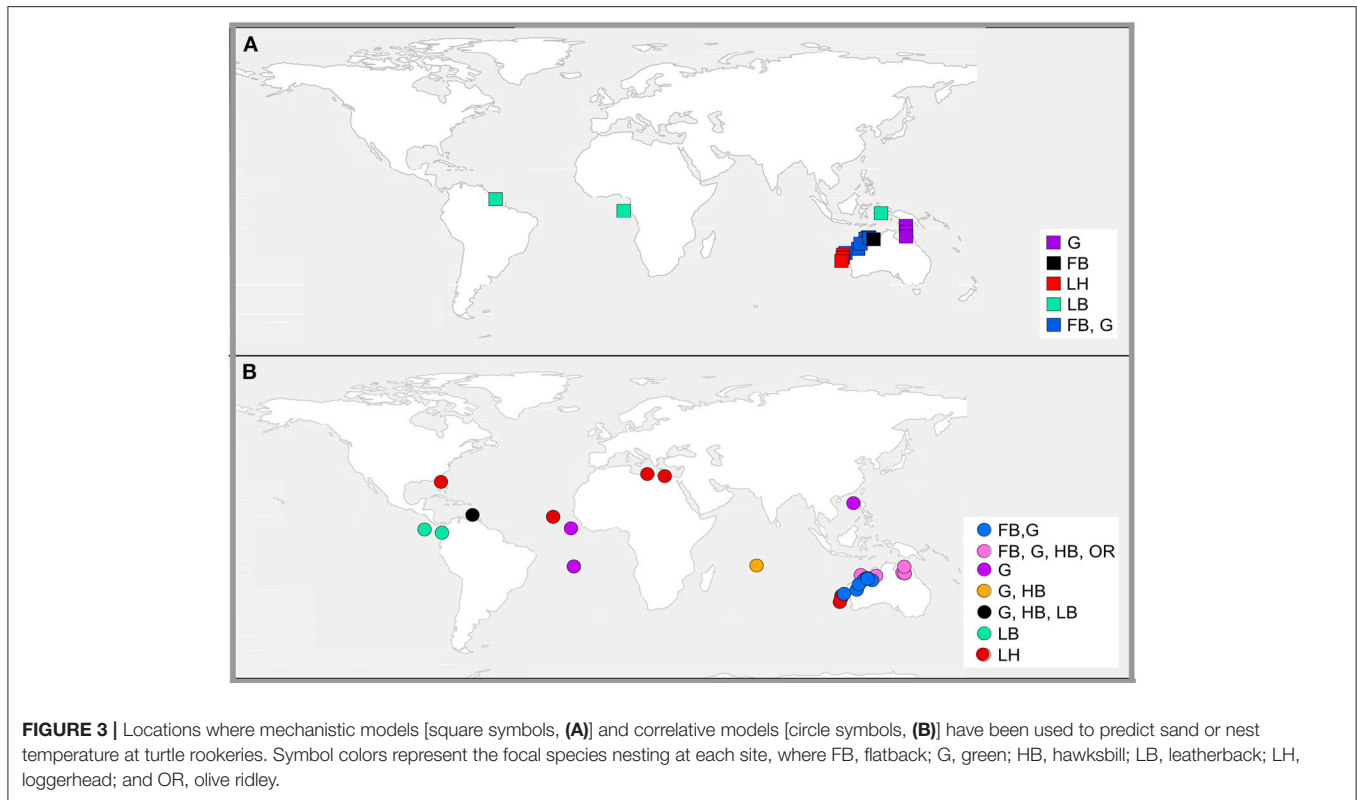 A
G
FB
LH
LB
FB, G
B
FB,G
FB, G, HB, OR
G
G, HB
G, HB, LB
LB
LH
FIGURE 3 | Locations where mechanistic models [square symbols, (A)] and correlative models [circle symbols, (B)] have been used to predict sand or nest
temperature at turtle rookeries. Symbol colors represent the focal species nesting at each site, where FB, flatback; G, green; HB, hawksbill; LB, leatherback; LH,
loggerhead; and OR, olive ridley.